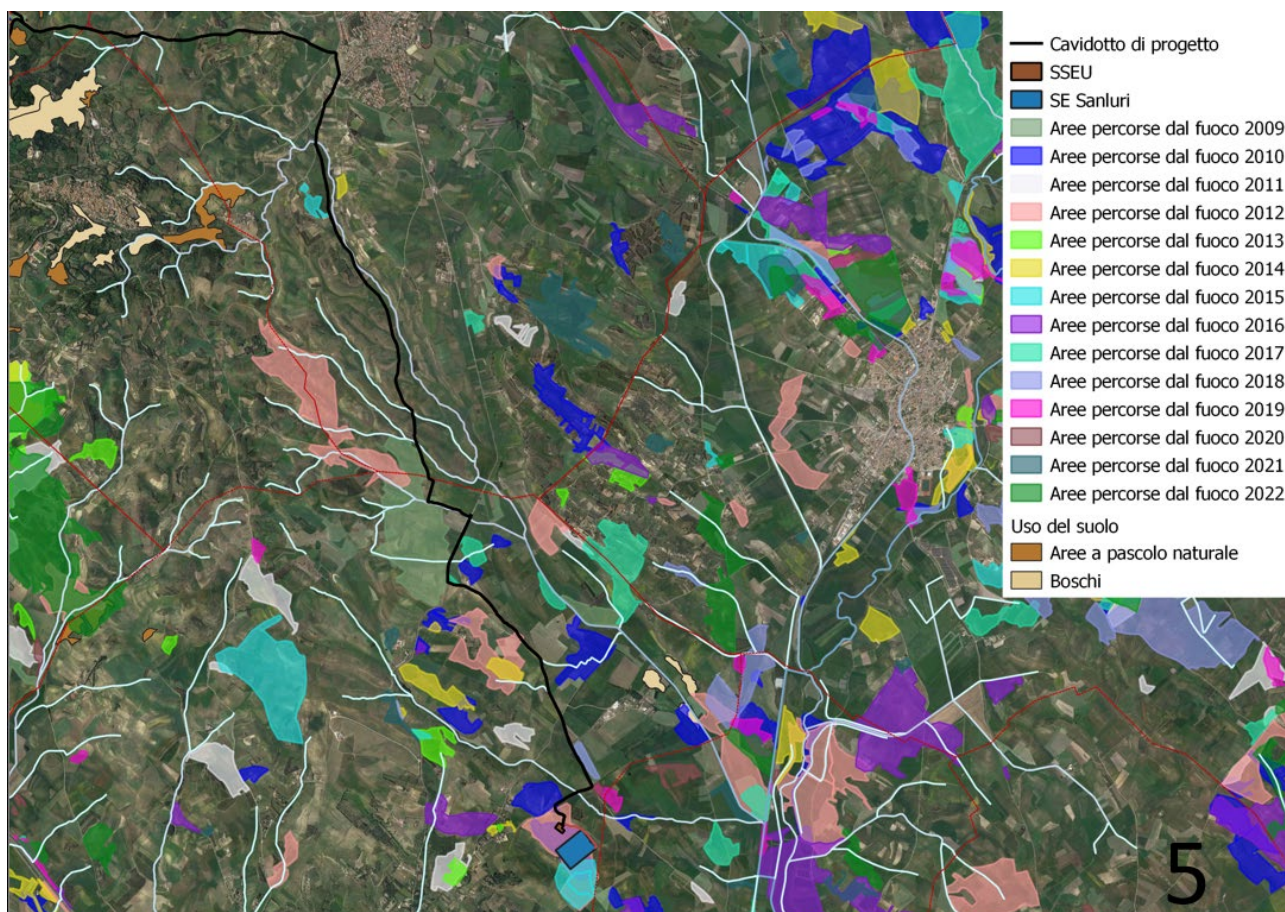 Cavidotto di progetto
SSEU
SE Sanluri
Aree percorse dal fuoco 2009
Aree percorse dal fuoco 2010
Aree percorse dal fuoco 2011
Aree percorse dal fuoco 2012
Aree percorse dal fuoco 2013
Aree percorse dal fuoco 2014
Aree percorse dal fuoco 2015
Aree percorse dal fuoco 2016
Aree percorse dal fuoco 2017
Aree percorse dal fuoco 2018
Aree percorse dal fuoco 2019
Aree percorse dal fuoco 2020
Aree percorse dal fuoco 2021
Aree percorse dal fuoco 2022
Uso del suolo
Aree a pascolo naturale
Boschi
5